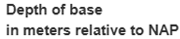 Depth of base
in meters relative to NAP